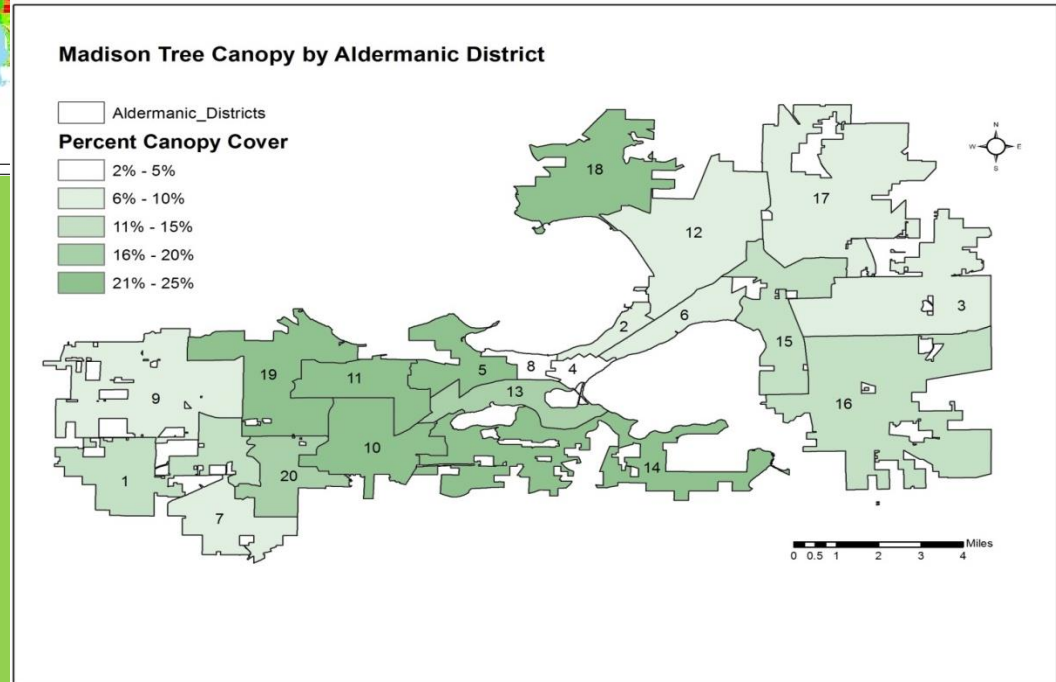 Madison Tree Canopy by Aldermanic District
Aldermanic_Districts
Percent Canopy Cover
2% - 5%
6% - 10%
11% - 15%
16% - 20%
21% - 25%
N
W E
S
18
17
12
3
2
6
15
19
11
5
8
4
9
13
16
10
14
1
20
7
Miles
0 0.5 1 2 3 4